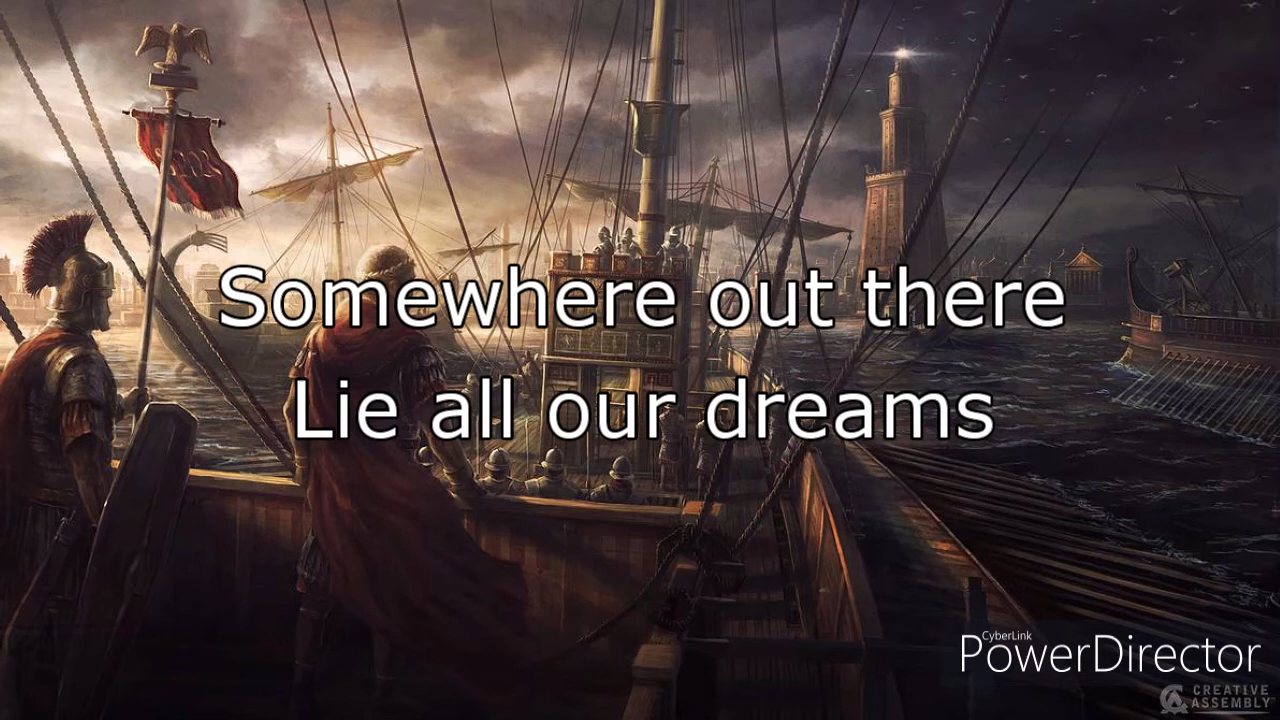 Somewhere out there
Lie all our dreams
CyberLink
PowerDirector
CREATIVE
ASSEMBLY